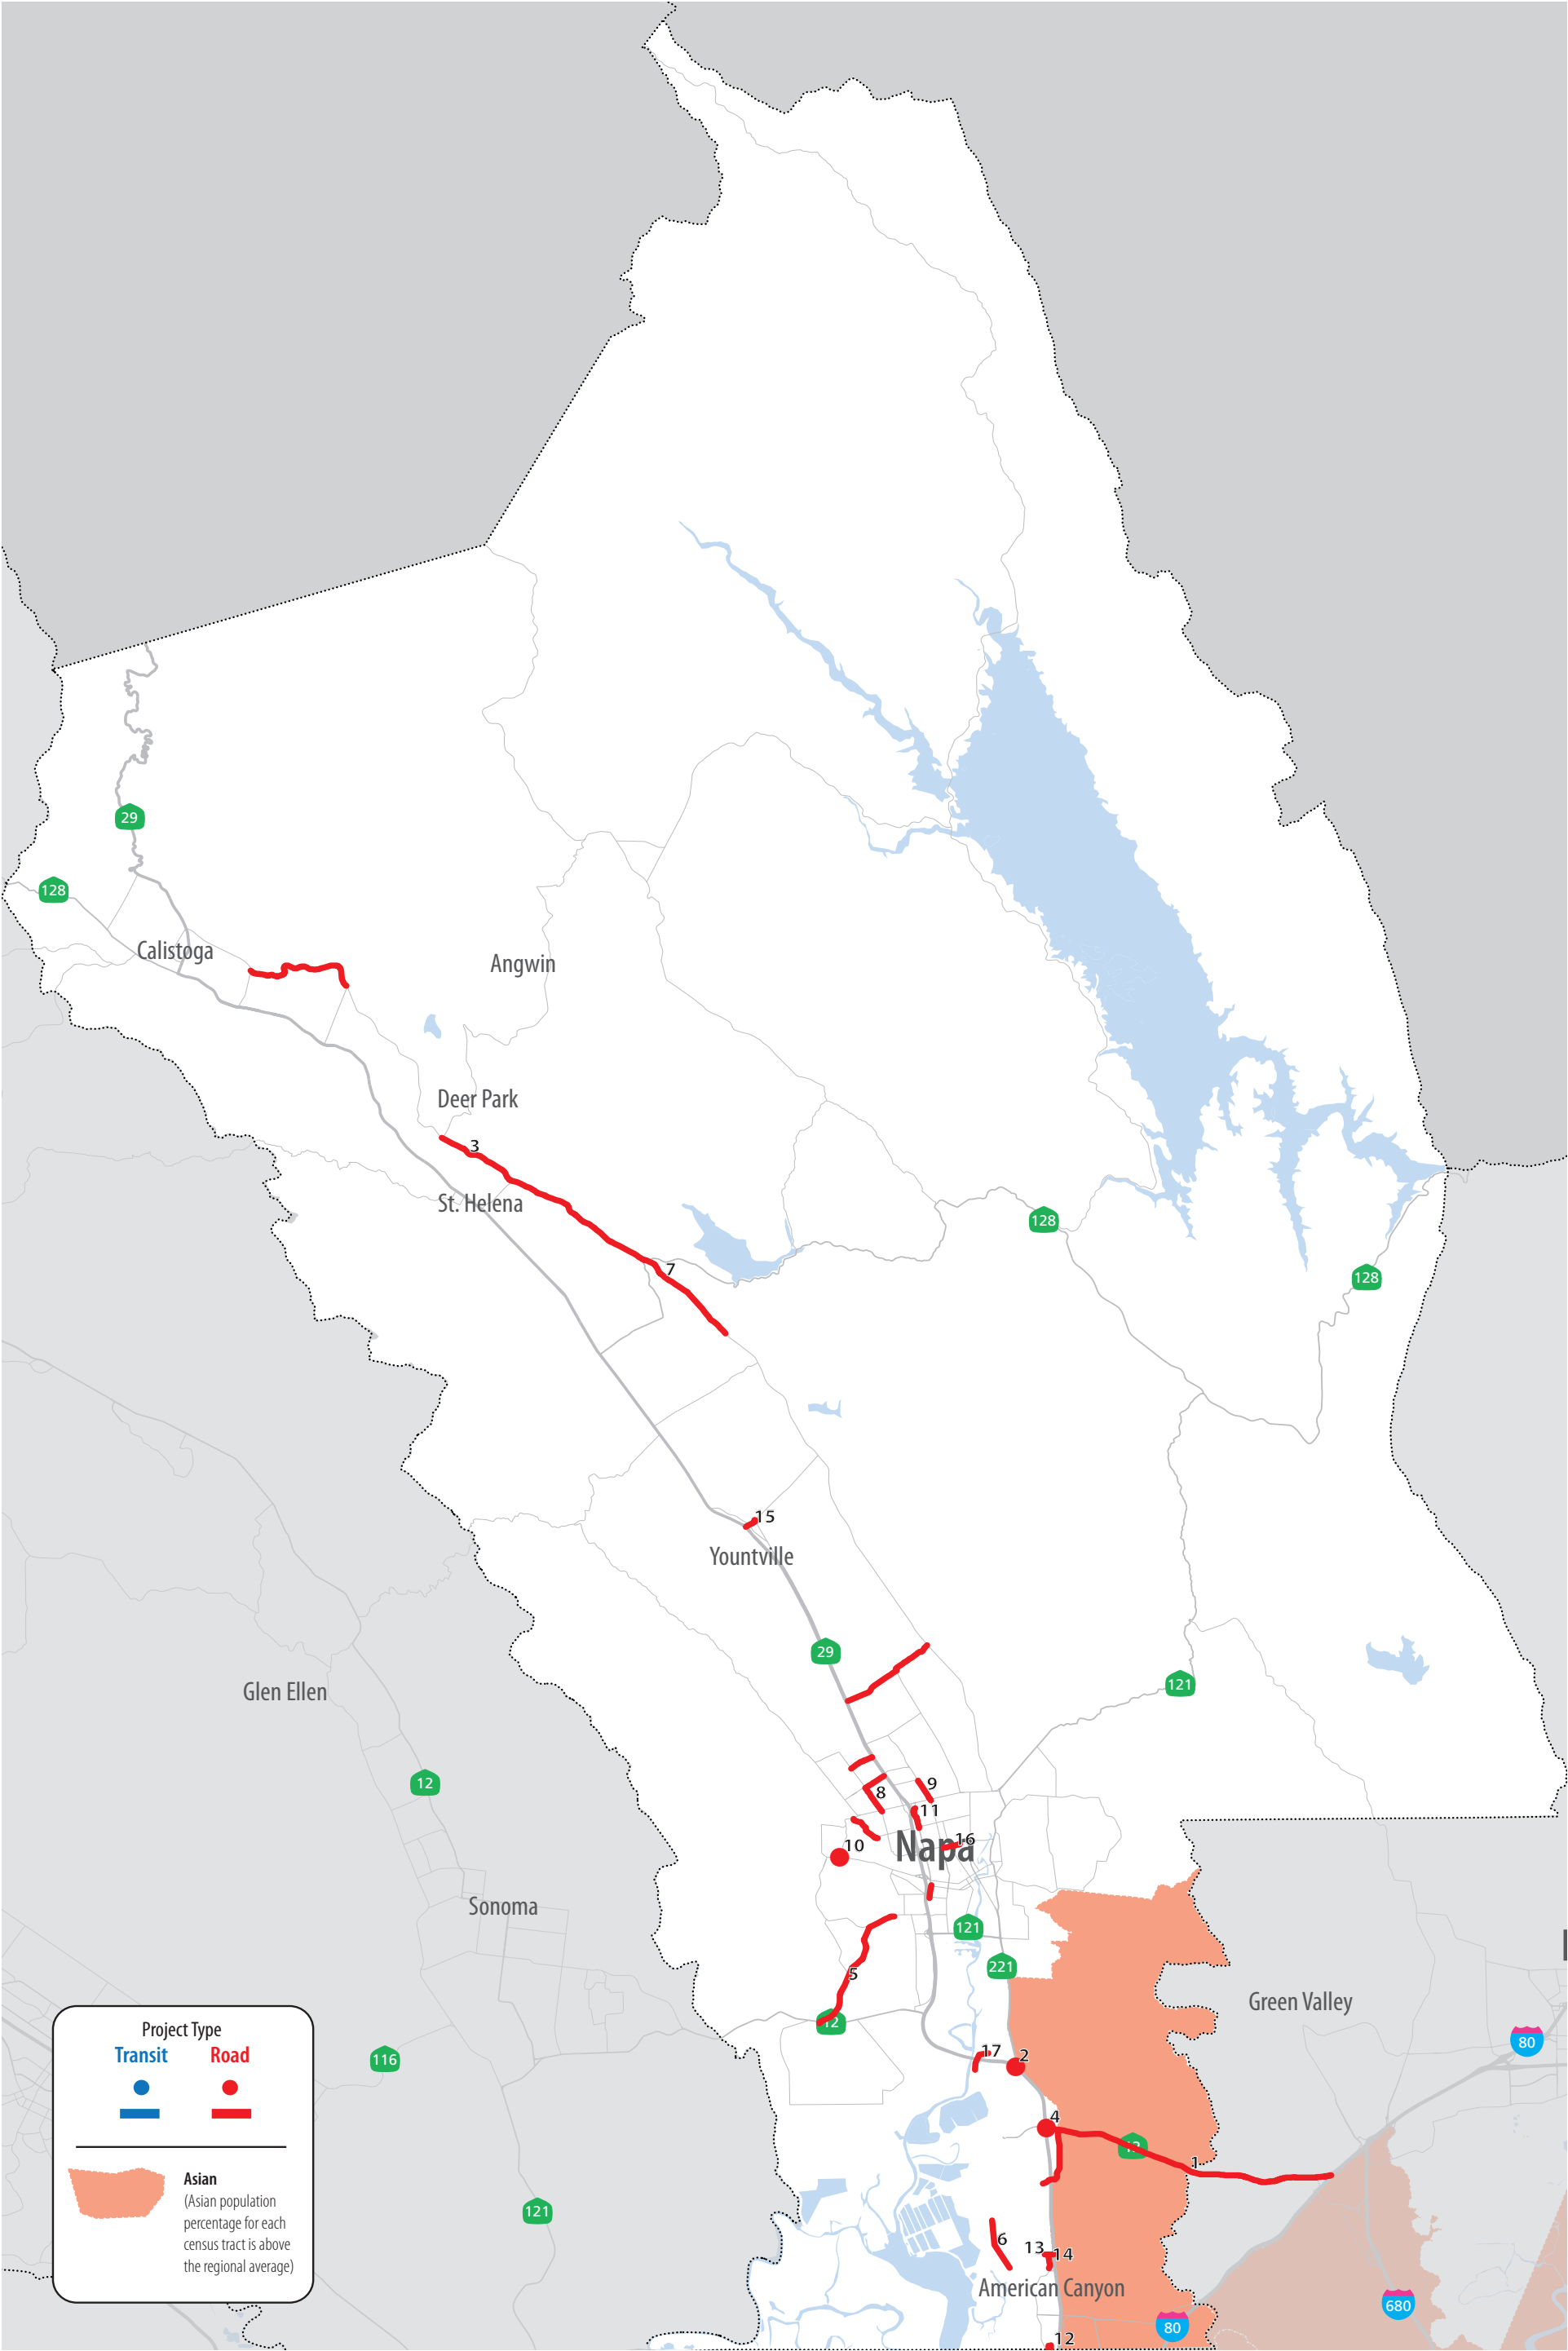 29
128
Calistoga
Angwin
Deer Park
3
St. Helena
128
7
128
15
Yountville
29
121
Glen Ellen
12
9
8
11
Napa
16
10
Sonoma
121
5
221
Green Valley
12
80
17
2
116
4
12
1
121
6
13
14
American Canyon
680
80
12
Project Type
Transit
Road
Asian
(Asian population
percentage for each
census tract is above
the regional average)